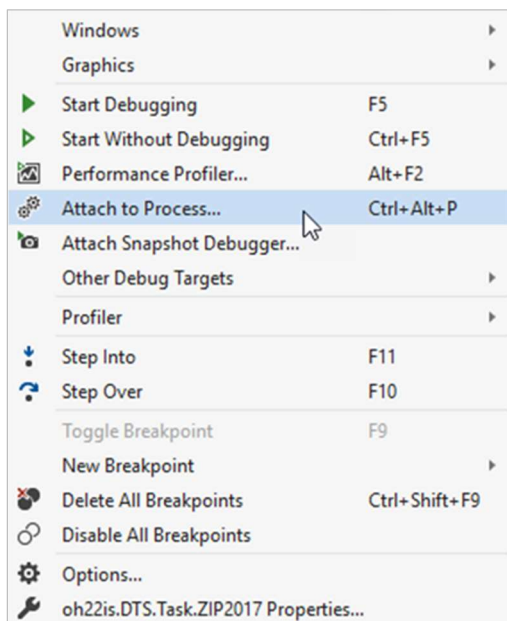 Windows
Graphics
Start Debugging F5
Start Without Debugging Ctrl+F5
Performance Profiler... Alt+F2
Attach to Process... Ctrl+Alt+P
Attach Snapshot Debugger...
Other Debug Targets
Profiler
Step Into F11
Step Over F10
Toggle Breakpoint F9
New Breakpoint
Delete All Breakpoints Ctrl+Shift+F9
Disable All Breakpoints
Options...
oh22is.DTS.Task.ZIP2017 Properties...